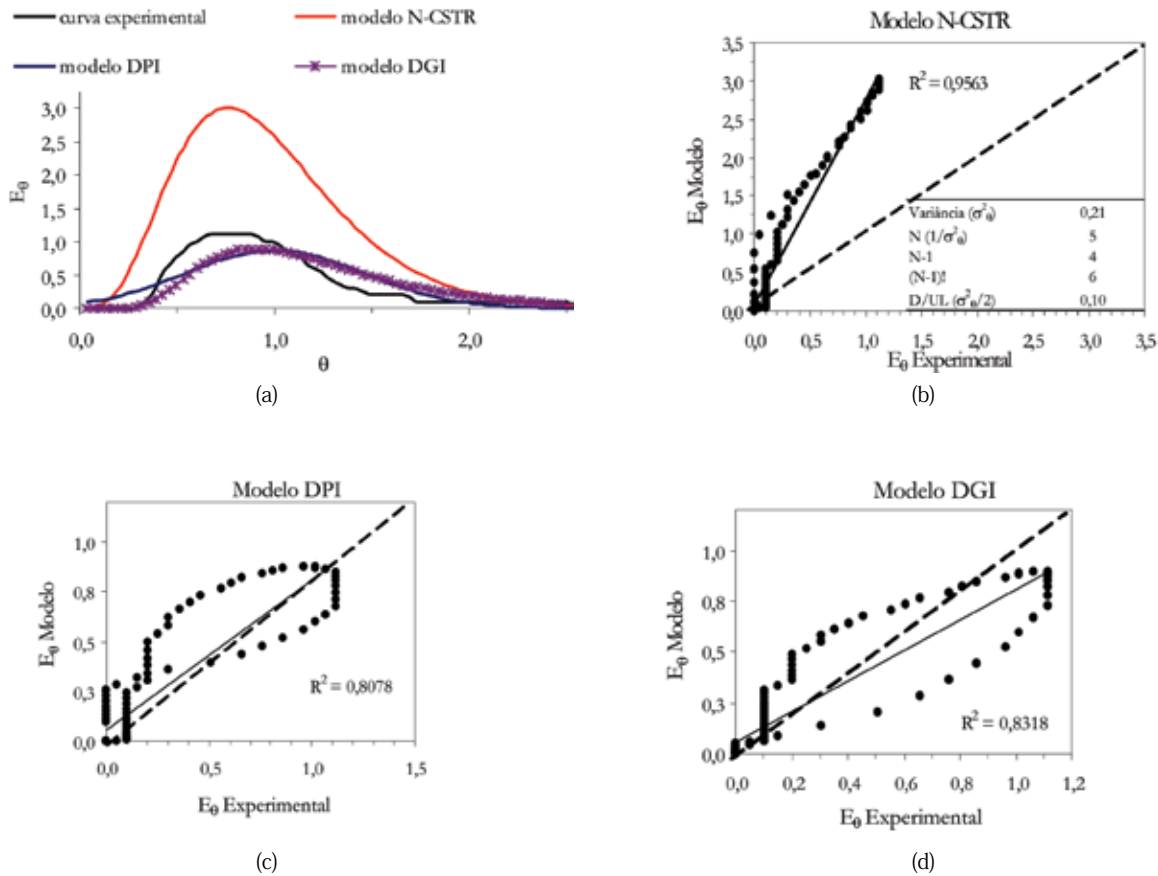 curva experimental
modelo N-CSTR
modelo DPI
modelo DGI
Eθ
3,0
2,5
2,0
1,5
1,0
0,5
0,0
0,0 1,0 2,0
θ
(a)
Modelo N-CSTR
R² = 0,9563
Eθ Modelo
3,5
3,0
2,5
2,0
1,5
1,0
0,5
0,0
Variância (σ²θ) 0,21
N (1/σ²θ) 5
N-1 4
(N-1)! 6
D/UL (σ²θ/2) 0,10
0,0 0,5 1,0 1,5 2,0 2,5 3,0 3,5
Eθ Experimental
(b)
Modelo DPI
Eθ Modelo
1,0
0,8
0,5
0,3
0,0
R² = 0,8078
0,0 0,5 1,0 1,5
Eθ Experimental
(c)
Modelo DGI
Eθ Modelo
1,0
0,8
0,5
0,3
0,0
R² = 0,8318
0,0 0,2 0,4 0,6 0,8 1,0 1,2
Eθ Experimental
(d)